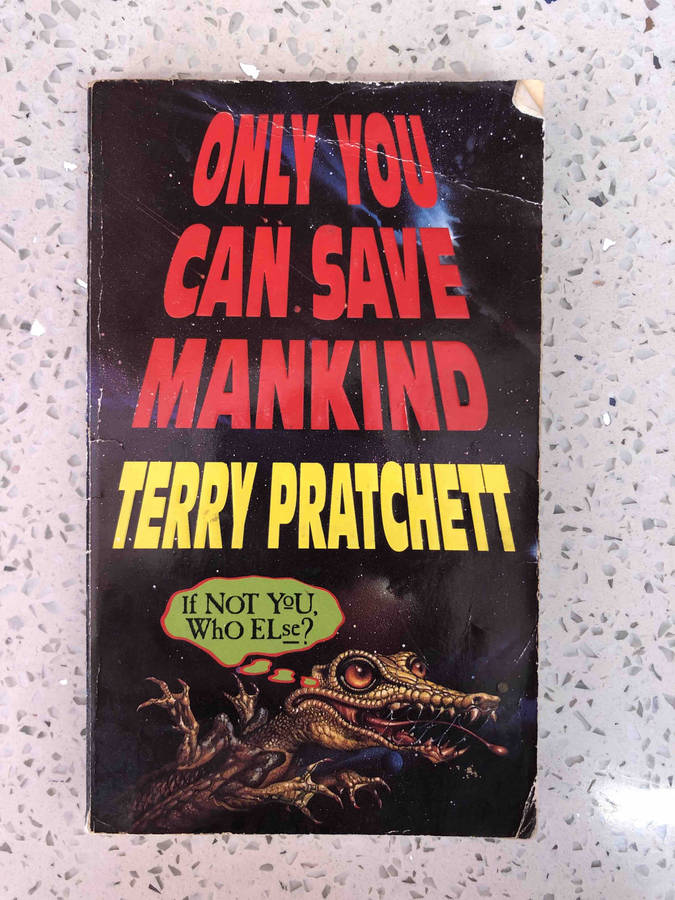 ONLY YOU
CAN SAVE
MANKIND
TERRY PRATCHETT
If NOT YoU,
WhO ELse?